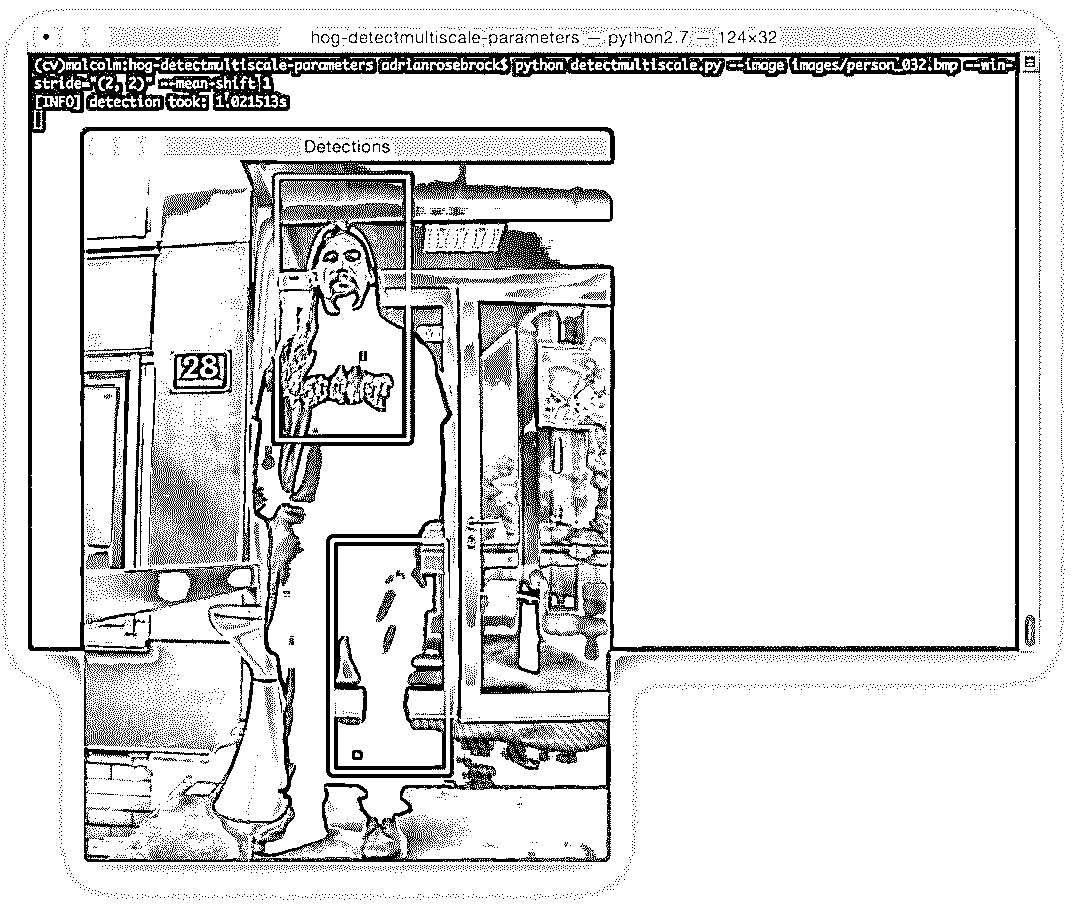 hog-detectmultiscale-parameters — python2.7 — 124×32
(cv)malcolm:hog-detectmultiscale-parameters adrianrosebrock$ python detectmultiscale.py --image images/person_032.bmp --win-
stride="(2, 2)" --mean-shift 1
[INFO] detection took: 1.021513s
Detections
28